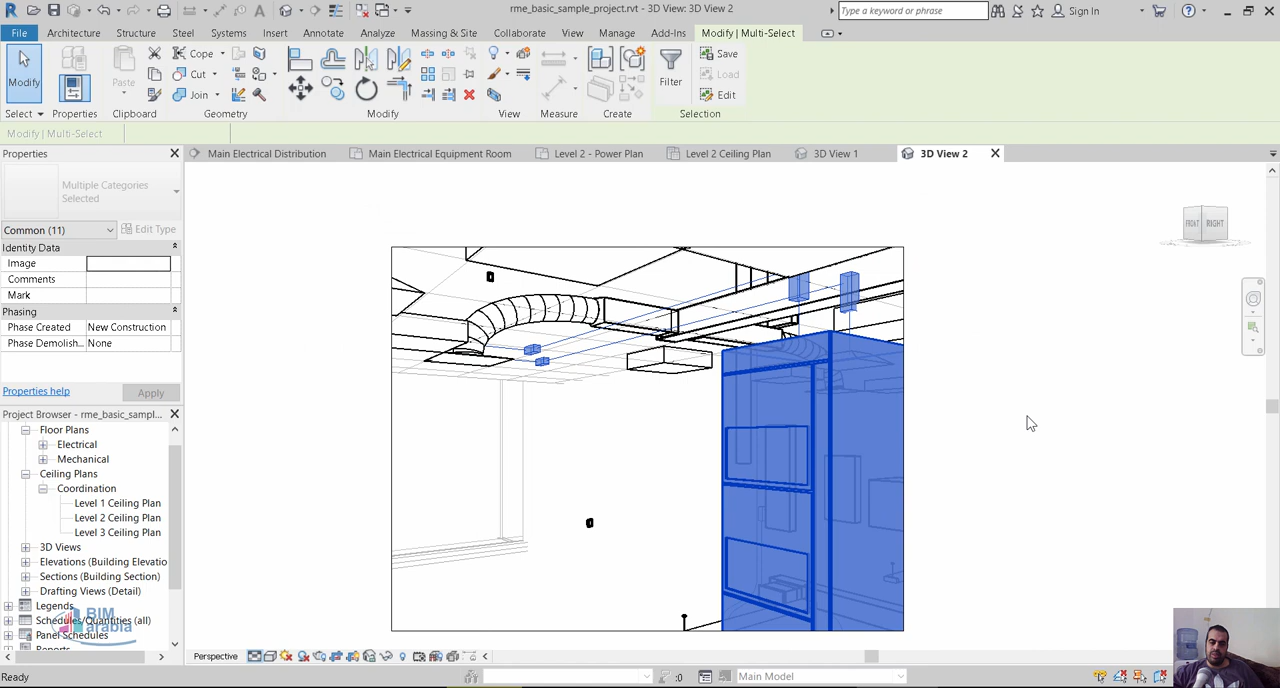 rme_basic_sample_project.rvt - 3D View: 3D View 2
Type a keyword or phrase
Sign In
File Architecture Structure Steel Systems Insert Annotate Analyze Massing & Site Collaborate View Manage Add-Ins Modify | Multi-Select
Cope
Save
Modify Paste Cut Filter Load
Join Edit
Select Properties Clipboard Geometry Modify View Measure Create Selection
Modify | Multi-Select
Properties
Main Electrical Distribution Main Electrical Equipment Room Level 2 - Power Plan Level 2 Ceiling Plan 3D View 1 3D View 2
Multiple Categories
Selected
Common (11) Edit Type
Identity Data
Image
Comments
Mark
Phasing
Phase Created New Construction
Phase Demolis... None
Properties help Apply
FRONT RIGHT
Project Browser - rme_basic_sampl...
Floor Plans
Electrical
Mechanical
Ceiling Plans
Coordination
Level 1 Ceiling Plan
Level 2 Ceiling Plan
Level 3 Ceiling Plan
3D Views
Elevations (Building Elevatio
Sections (Building Section)
Drafting Views (Detail)
Legends
Schedules/Quantities (all)
Panel Schedules
BIM
arabia
Perspective
Ready
:0
Main Model